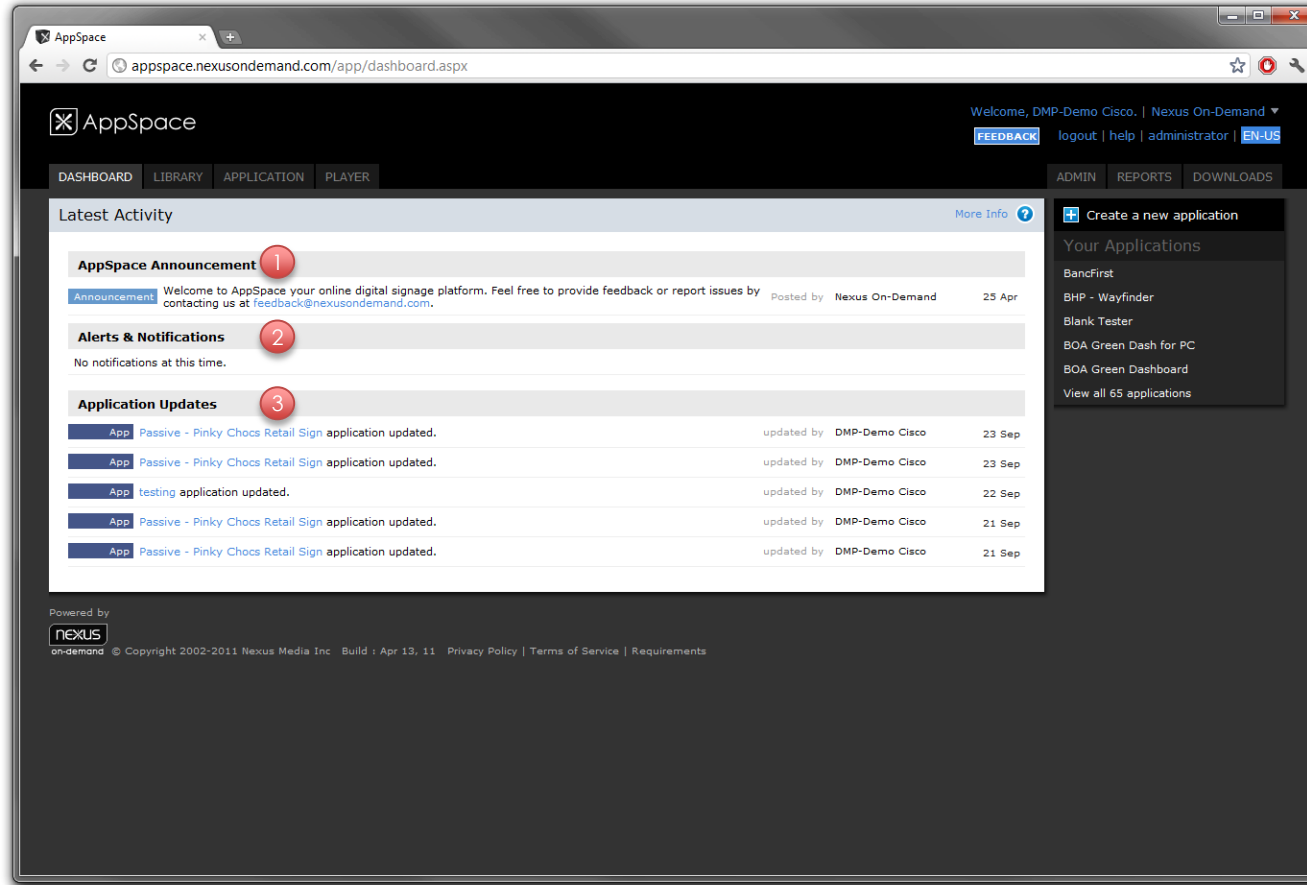 AppSpace
appspace.nexusondemand.com/app/dashboard.aspx
AppSpace
Welcome, DMP-Demo Cisco. | Nexus On-Demand
FEEDBACK logout | help | administrator | EN-US
DASHBOARD LIBRARY APPLICATION PLAYER ADMIN REPORTS DOWNLOADS
Latest Activity More Info ?
AppSpace Announcement 1
Announcement Welcome to AppSpace your online digital signage platform. Feel free to provide feedback or report issues by
contacting us at feedback@nexusondemand.com. Posted by Nexus On-Demand 25 Apr
Alerts & Notifications 2
No notifications at this time.
Application Updates 3
App Passive - Pinky Chocs Retail Sign application updated. updated by DMP-Demo Cisco 23 Sep
App Passive - Pinky Chocs Retail Sign application updated. updated by DMP-Demo Cisco 23 Sep
App testing application updated. updated by DMP-Demo Cisco 22 Sep
App Passive - Pinky Chocs Retail Sign application updated. updated by DMP-Demo Cisco 21 Sep
App Passive - Pinky Chocs Retail Sign application updated. updated by DMP-Demo Cisco 21 Sep
Create a new application
Your Applications
BancFirst
BHP - Wayfinder
Blank Tester
BOA Green Dash for PC
BOA Green Dashboard
View all 65 applications
Powered by
nexus
on-demand © Copyright 2002-2011 Nexus Media Inc Build : Apr 13, 11 Privacy Policy | Terms of Service | Requirements